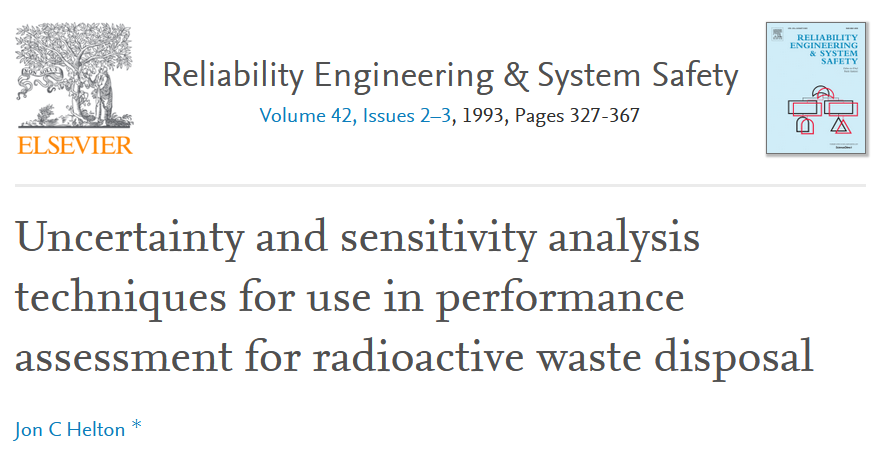 Reliability Engineering & System Safety
Volume 42, Issues 2–3, 1993, Pages 327-367
ELSEVIER
RELIABILITY
ENGINEERING
& SYSTEM
SAFETY
Uncertainty and sensitivity analysis
techniques for use in performance
assessment for radioactive waste disposal
Jon C Helton *